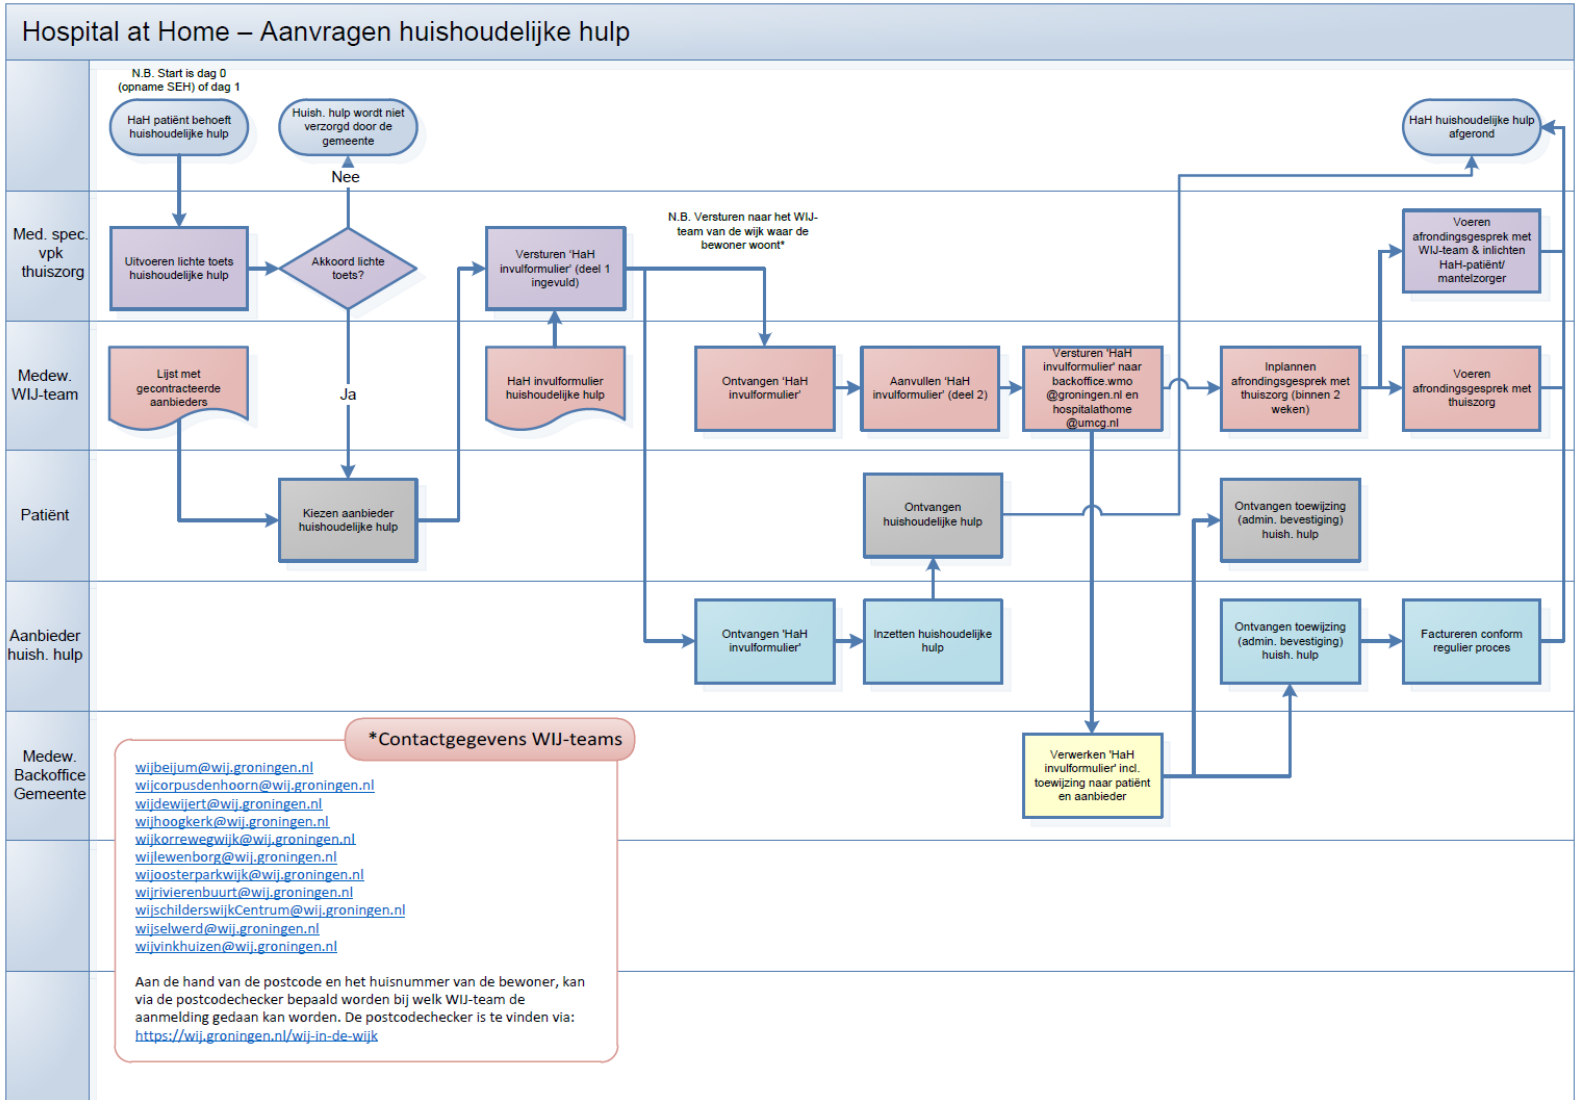 Hospital at Home – Aanvragen huishoudelijke hulp
N.B. Start is dag 0
(opname SEH) of dag 1
HaH patiënt behoeft
huishoudelijke hulp
Huish. hulp wordt niet
verzorgd door de
gemeente
HaH huishoudelijke hulp
afgerond
Nee
Med. spec.
vpk
thuiszorg
Uitvoeren lichte toets
huishoudelijke hulp
Akkoord lichte
toets?
Versturen 'HaH
invulformulier' (deel 1
ingevuld)
N.B. Versturen naar het WIJ-
team van de wijk waar de
bewoner woont*
Voeren
afrondingsgesprek met
WIJ-team & inlichten
HaH-patiënt/
mantelzorger
Medew.
WIJ-team
Lijst met
gecontracteerde
aanbieders
Ja
HaH invulformulier
huishoudelijke hulp
Ontvangen 'HaH
invulformulier'
Aanvullen 'HaH
invulformulier' (deel 2)
Versturen 'HaH
invulformulier' naar
backoffice.wmo
@groningen.nl en
hospitalathome
@umcg.nl
Inplannen
afrondingsgesprek met
thuiszorg (binnen 2
weken)
Voeren
afrondingsgesprek met
thuiszorg
Patiënt
Kiezen aanbieder
huishoudelijke hulp
Ontvangen
huishoudelijke hulp
Ontvangen toewijzing
(admin. bevestiging)
huish. hulp
Aanbieder
huish. hulp
Ontvangen 'HaH
invulformulier'
Inzetten huishoudelijke
hulp
Ontvangen toewijzing
(admin. bevestiging)
huish. hulp
Factureren conform
regulier proces
Medew.
Backoffice
Gemeente
Verwerken 'HaH
invulformulier' incl.
toewijzing naar patiënt
en aanbieder
*Contactgegevens WIJ-teams
wijbeijum@wij.groningen.nl
wijcorpusdenhoorn@wij.groningen.nl
wijdewijert@wij.groningen.nl
wijhoogkerk@wij.groningen.nl
wijkorrewegwijk@wij.groningen.nl
wijlewenborg@wij.groningen.nl
wijoosterparkwijk@wij.groningen.nl
wijrivierenbuurt@wij.groningen.nl
wijschilderswijkCentrum@wij.groningen.nl
wijselwerd@wij.groningen.nl
wijvinkhuizen@wij.groningen.nl
Aan de hand van de postcode en het huisnummer van de bewoner, kan
via de postcodechecker bepaald worden bij welk WIJ-team de
aanmelding gedaan kan worden. De postcodechecker is te vinden via:
https://wij.groningen.nl/wij-in-de-wijk